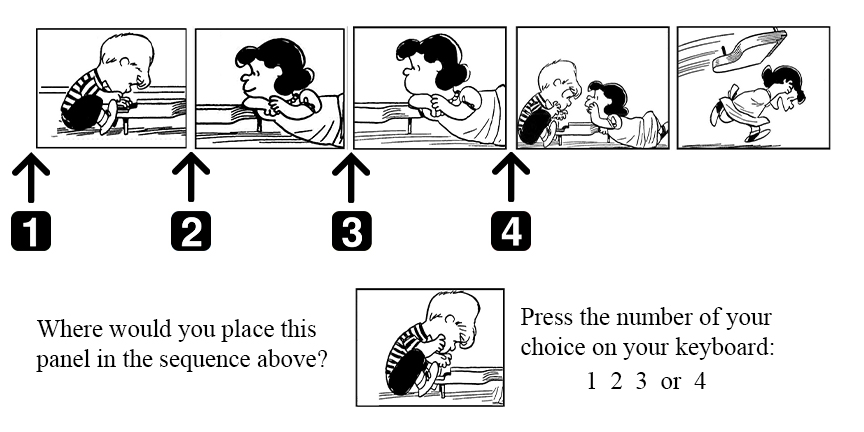 1 2 3 4
Where would you place this
panel in the sequence above?
Press the number of your
choice on your keyboard:
1 2 3 or 4